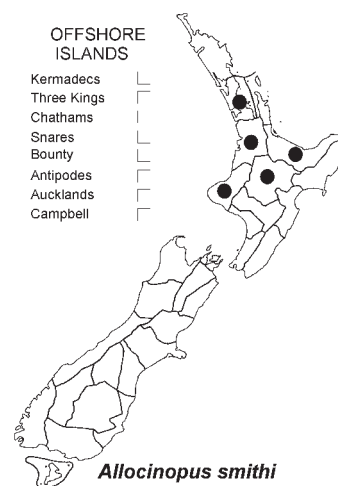 OFFSHORE
ISLANDS
Kermadecs
Three Kings
Chathams
Snares
Bounty
Antipodes
Aucklands
Campbell
Allocinopus smithi